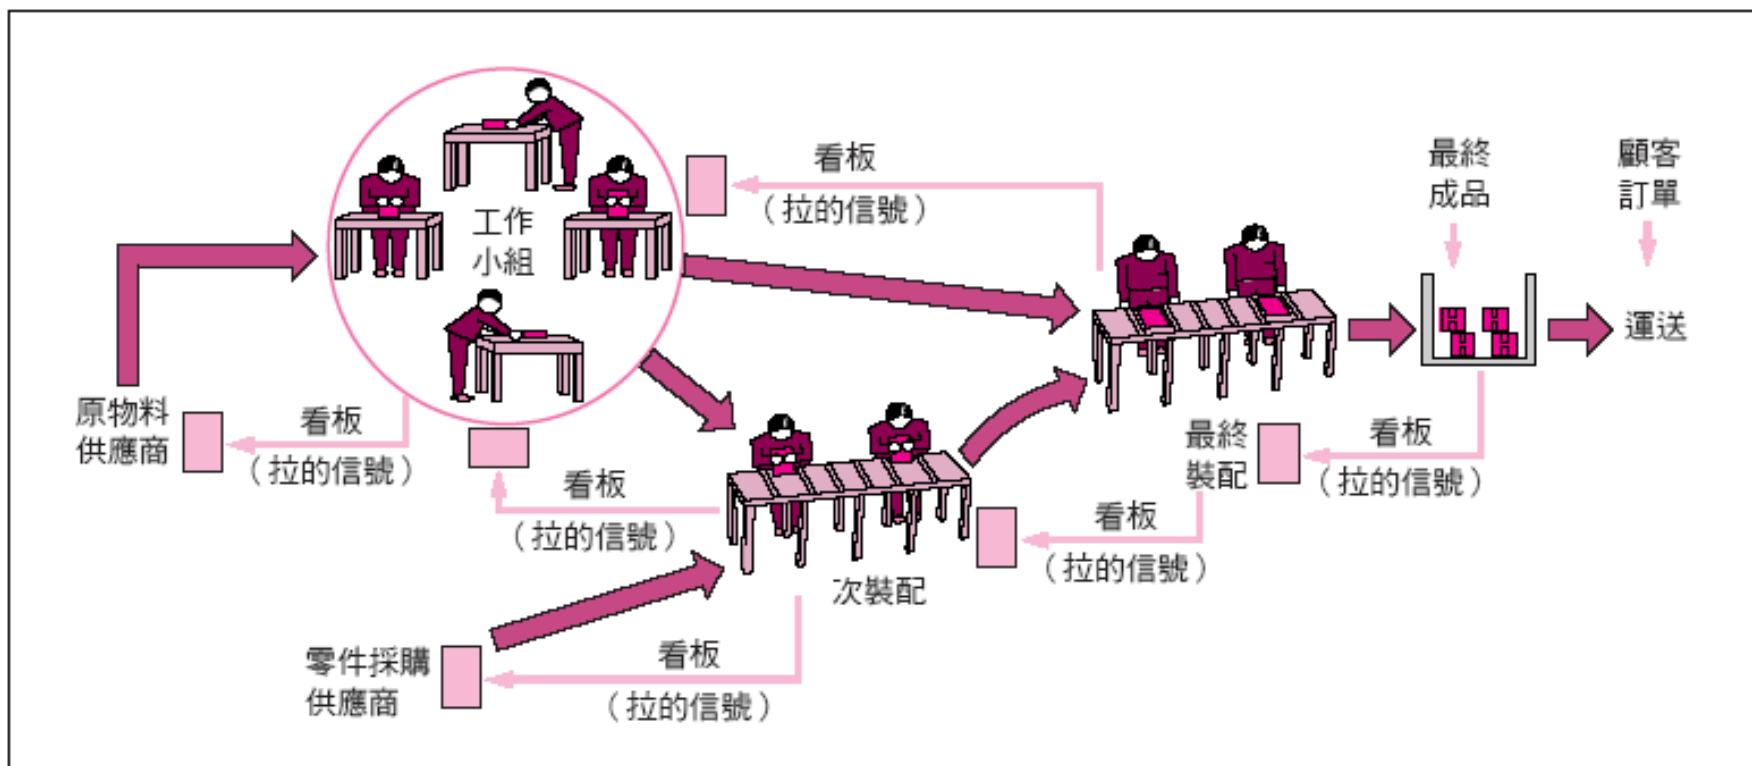 看板
(拉的信號)
最終
成品
顧客
訂單
工作
小組
運送
原物料
供應商
看板
(拉的信號)
看板
(拉的信號)
最終
裝配
看板
(拉的信號)
看板
(拉的信號)
次裝配
零件採購
供應商
看板
(拉的信號)